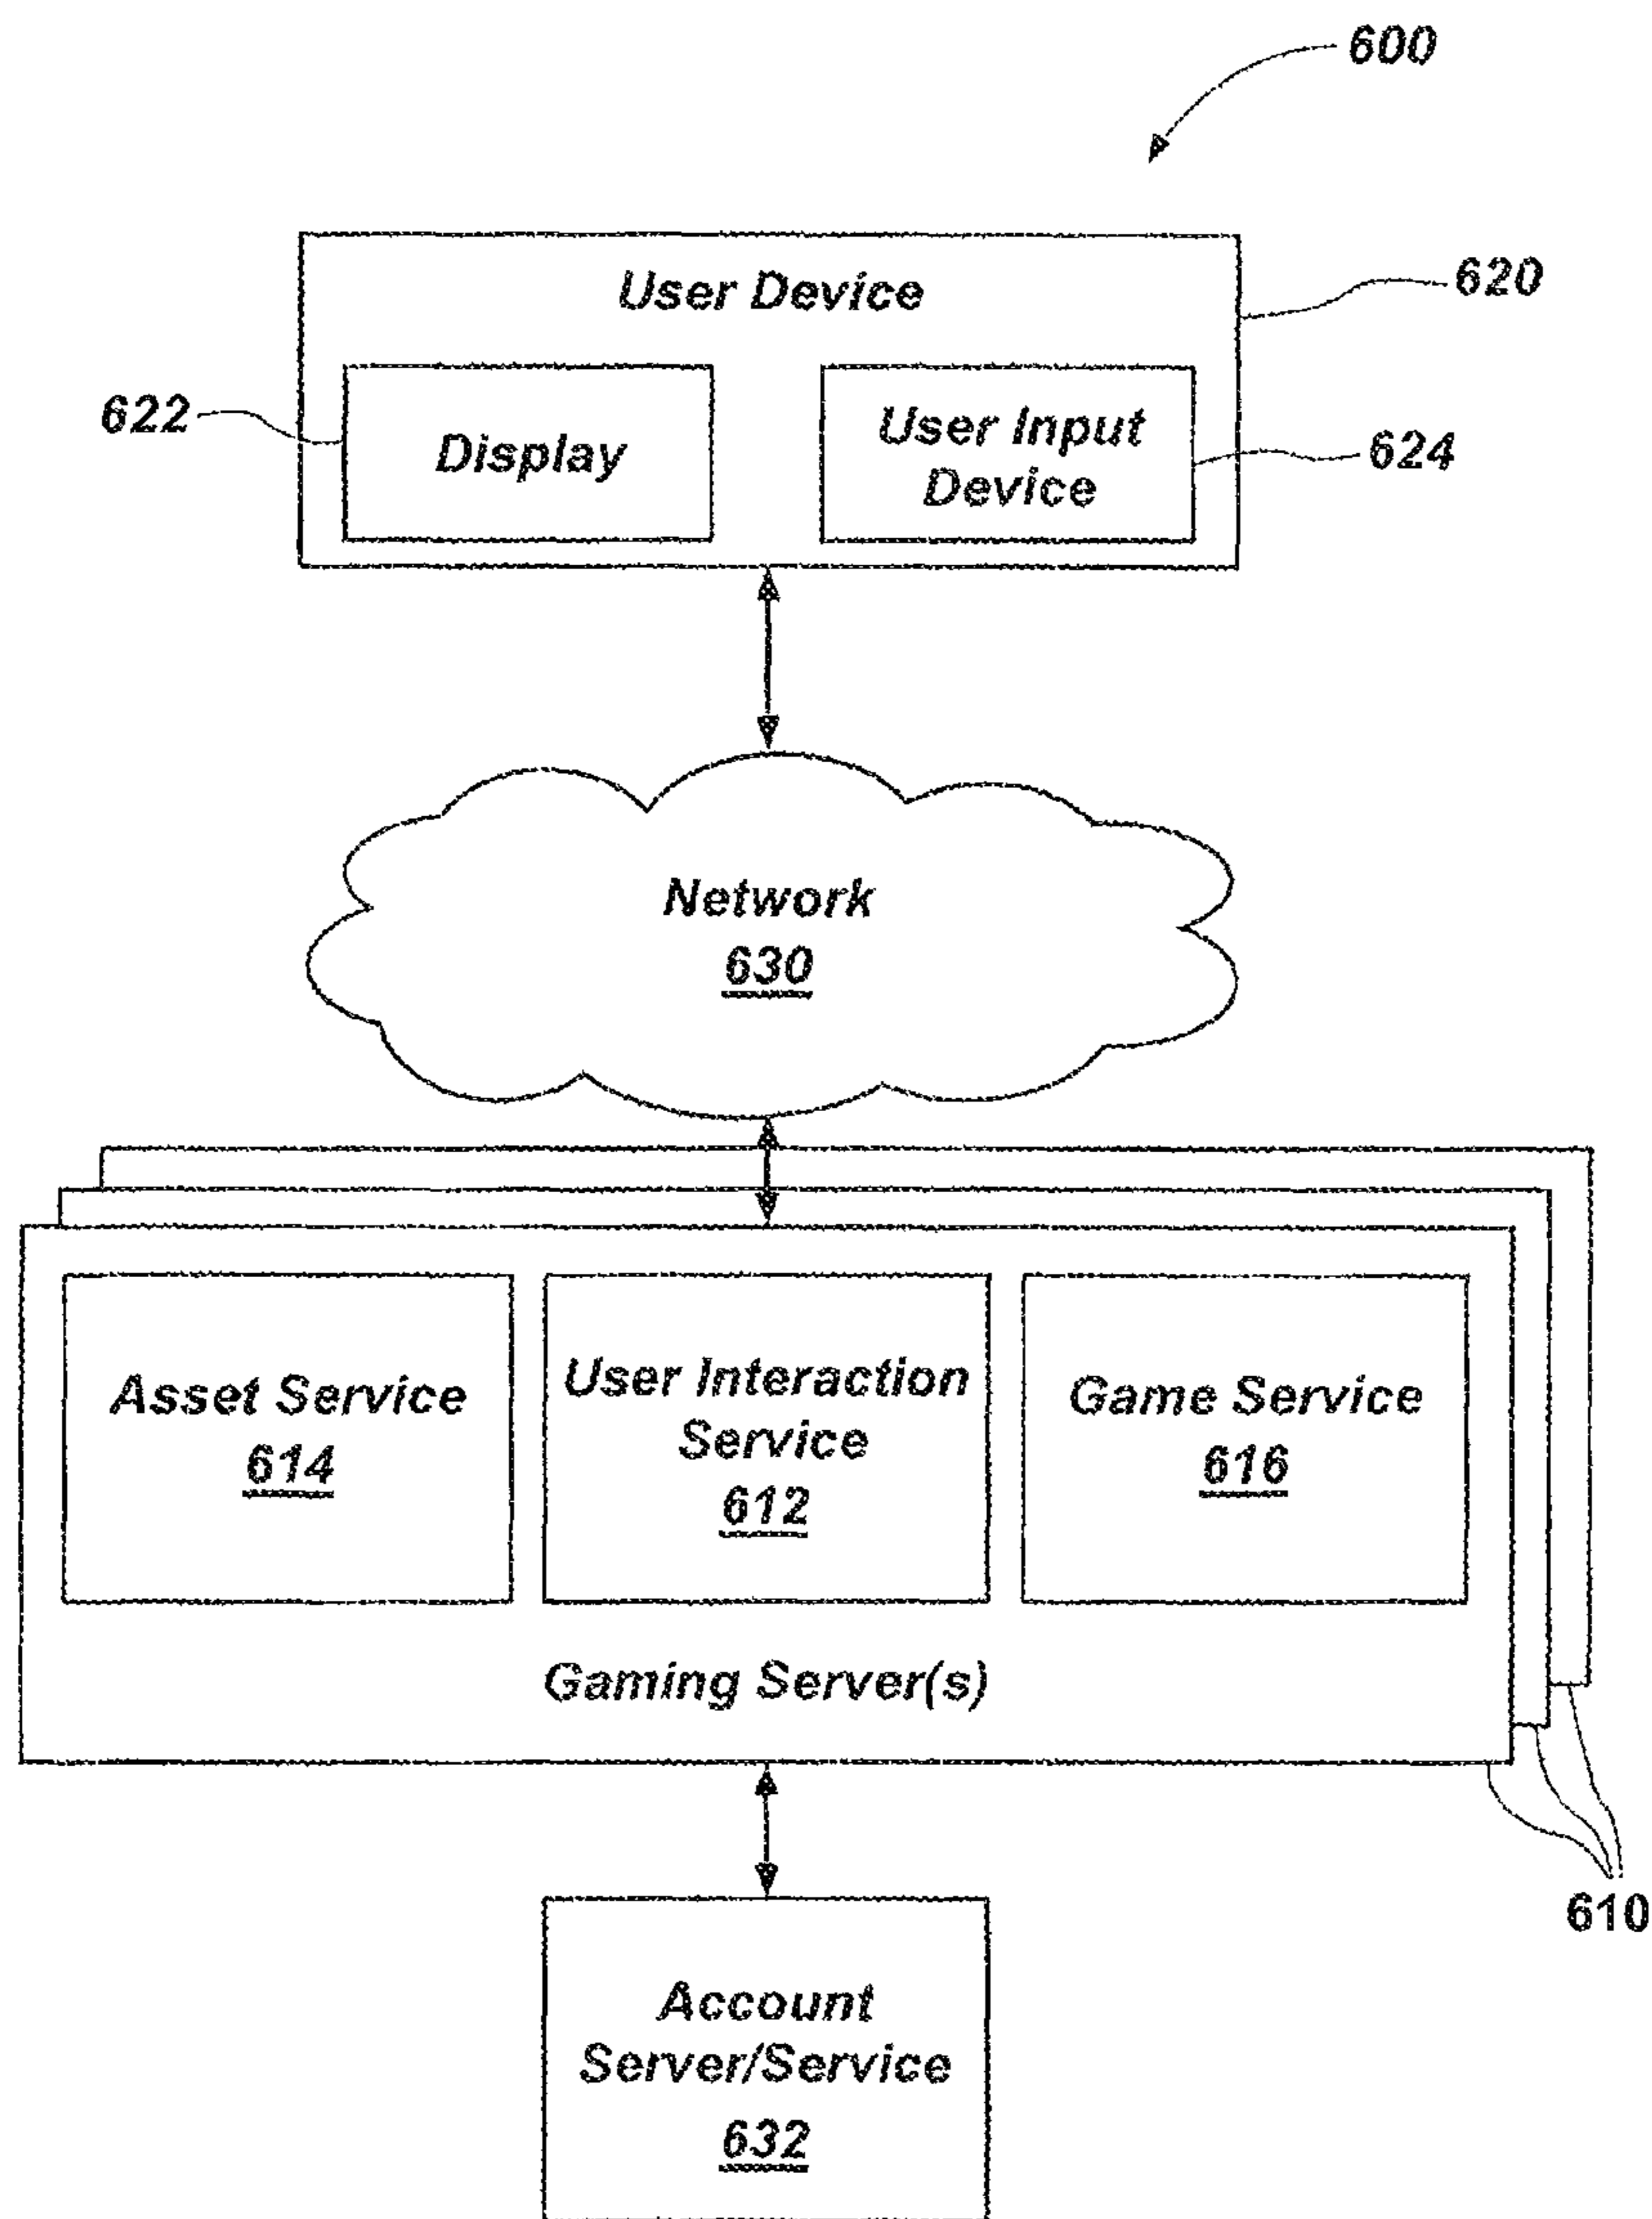 600
User Device
620
622
Display
User Input
Device
624
Network
630
Asset Service
614
User Interaction
Service
612
Game Service
616
Gaming Server(s)
610
Account
Server/Service
632